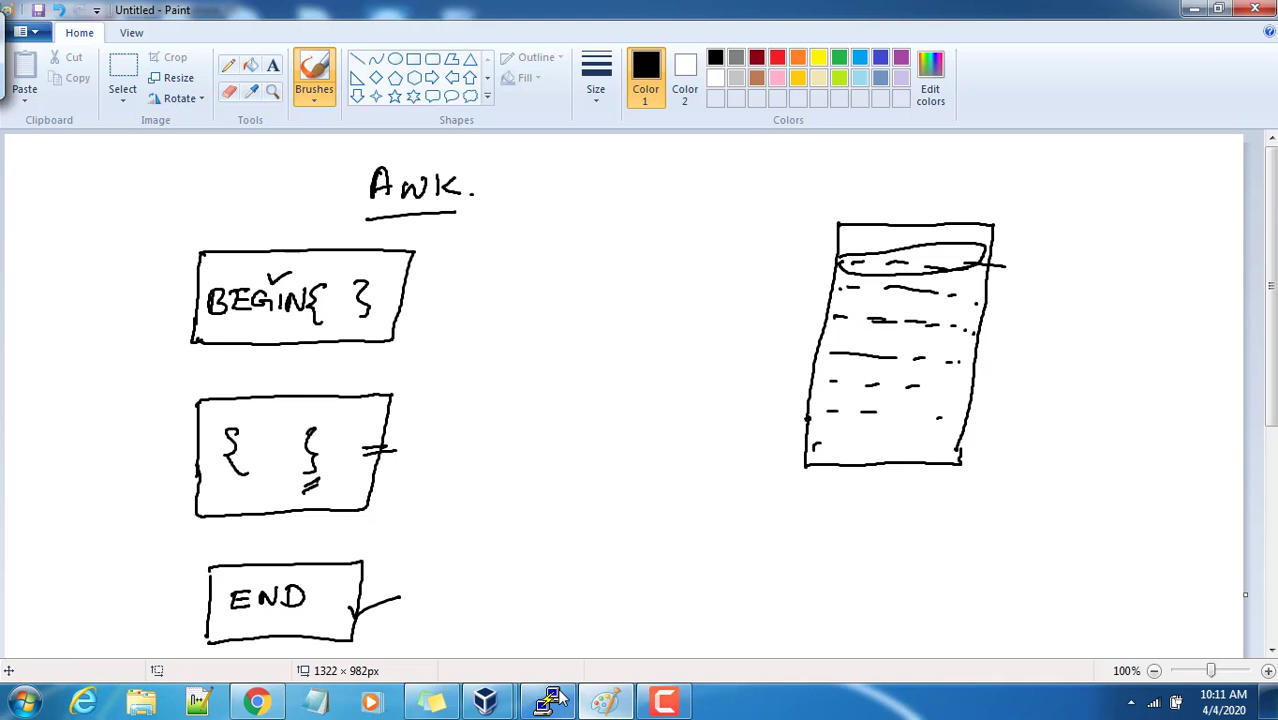 Untitled - Paint
Home View
Paste
Cut
Copy
Clipboard
Select
Crop
Resize
Rotate
Image
A
Tools
Brushes
Outline
Fill
Shapes
Size
Color 1
Color 2
Edit colors
Colors
AWK.
BEGIN{ }
{ }
END
1322 × 982px
100%
10:11 AM
4/4/2020